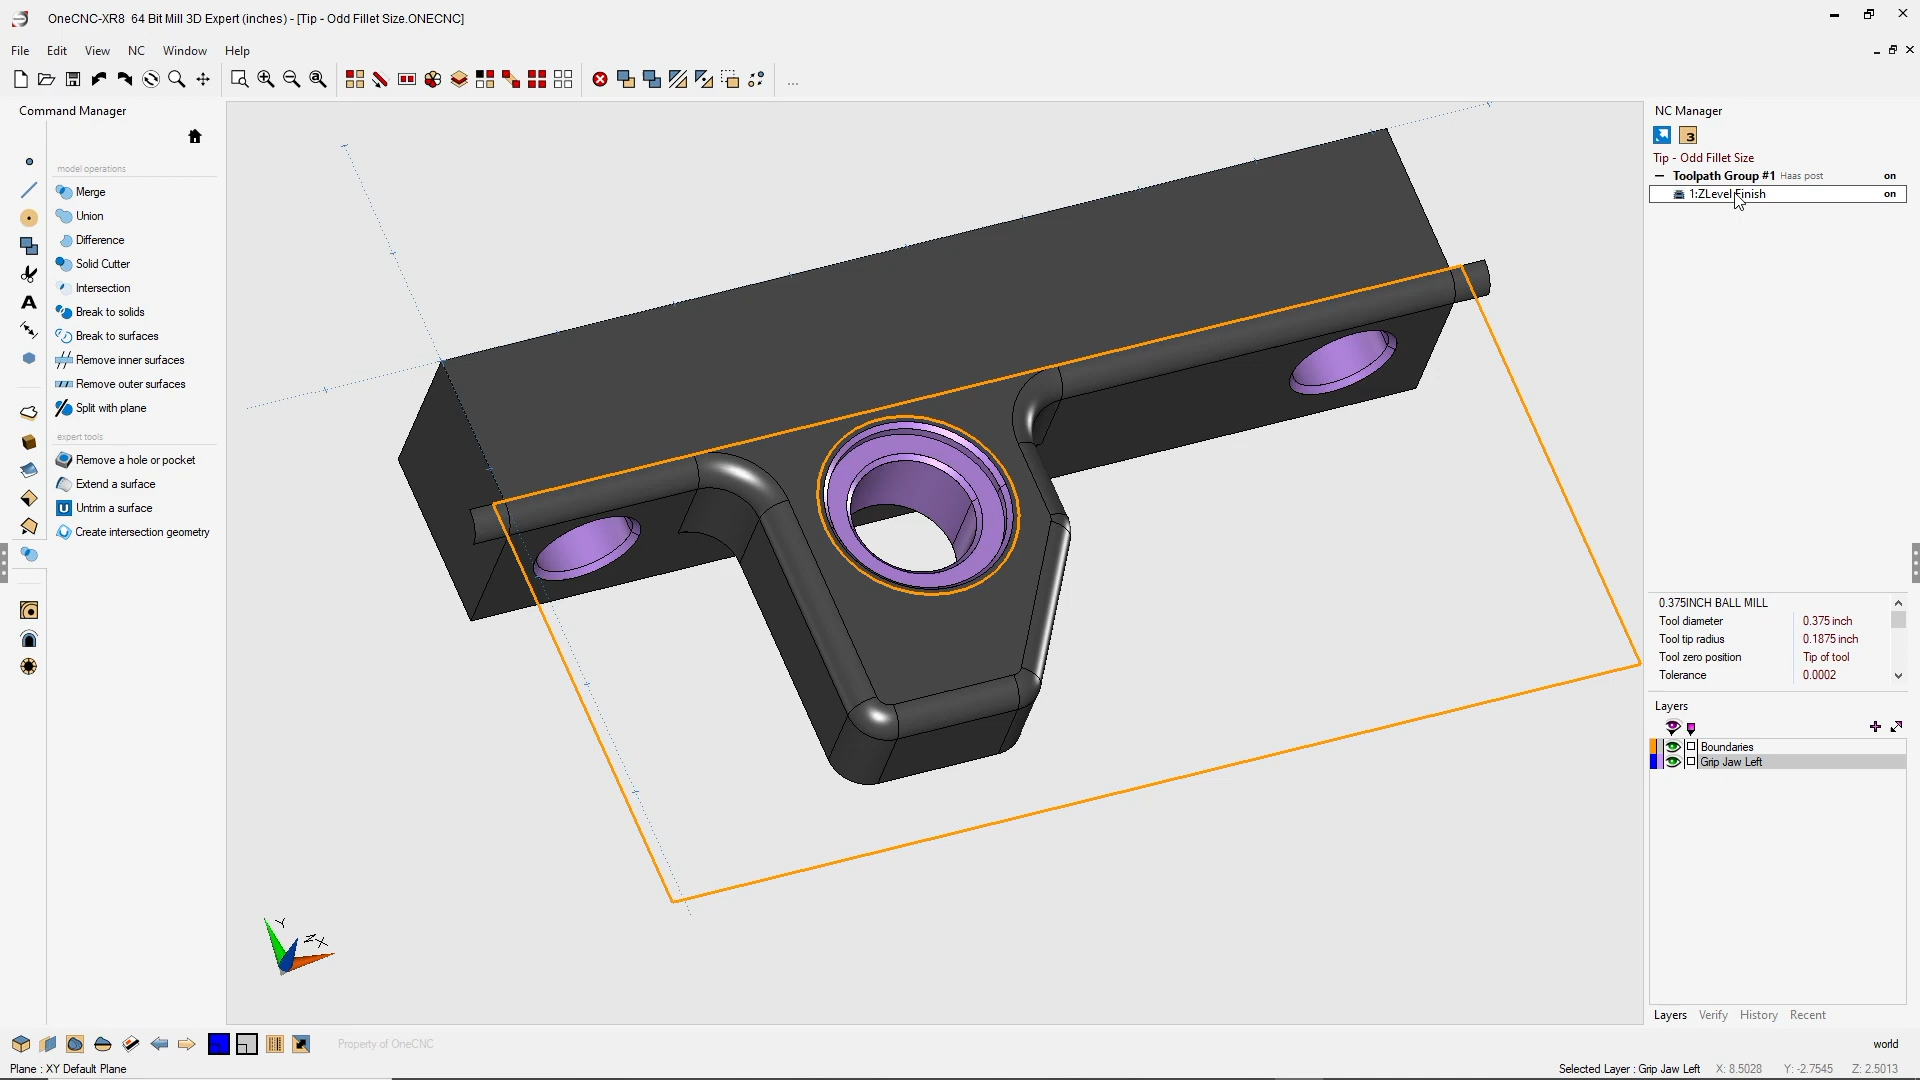 OneCNC-XR8 64 Bit Mill 3D Expert (inches) - [Tip - Odd Fillet Size.ONECNC]
File Edit View NC Window Help
...
Command Manager
model operations
Merge
Union
Difference
Solid Cutter
Intersection
Break to solids
Break to surfaces
Remove inner surfaces
Remove outer surfaces
Split with plane
expert tools
Remove a hole or pocket
Extend a surface
Untrim a surface
Create intersection geometry
Y
Z X
NC Manager
3
Tip - Odd Fillet Size
Toolpath Group #1 Haas post on
1:ZLevel Finish on
0.375INCH BALL MILL
Tool diameter 0.375 inch
Tool tip radius 0.1875 inch
Tool zero position Tip of tool
Tolerance 0.0002
Layers
Boundaries
Grip Jaw Left
Layers Verify History Recent
Property of OneCNC
world
Plane : XY Default Plane
Selected Layer : Grip Jaw Left X: 8.5028 Y: -2.7545 Z: 2.5013